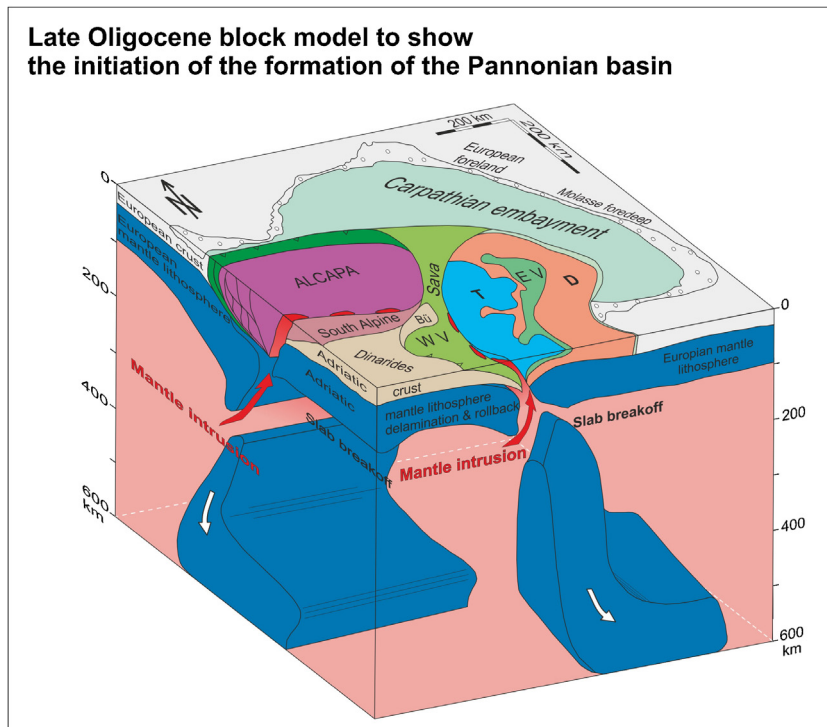 Late Oligocene block model to show
the initiation of the formation of the Pannonian basin
200 km
200 km
N
European
foreland
Molasse foredeep
Carpathian embayment
0
European crust
European
mantle lithosphere
200
400
600
km
ALCAPA
Sava
T
E V
D
South Alpine
Bü
W V
Dinarides
Adriatic
crust
Adriatic
mantle lithosphere
delamination & rollback
0
Europian mantle
lithosphere
200
400
600
km
Mantle intrusion
Slab breakoff
Mantle intrusion
Slab breakoff